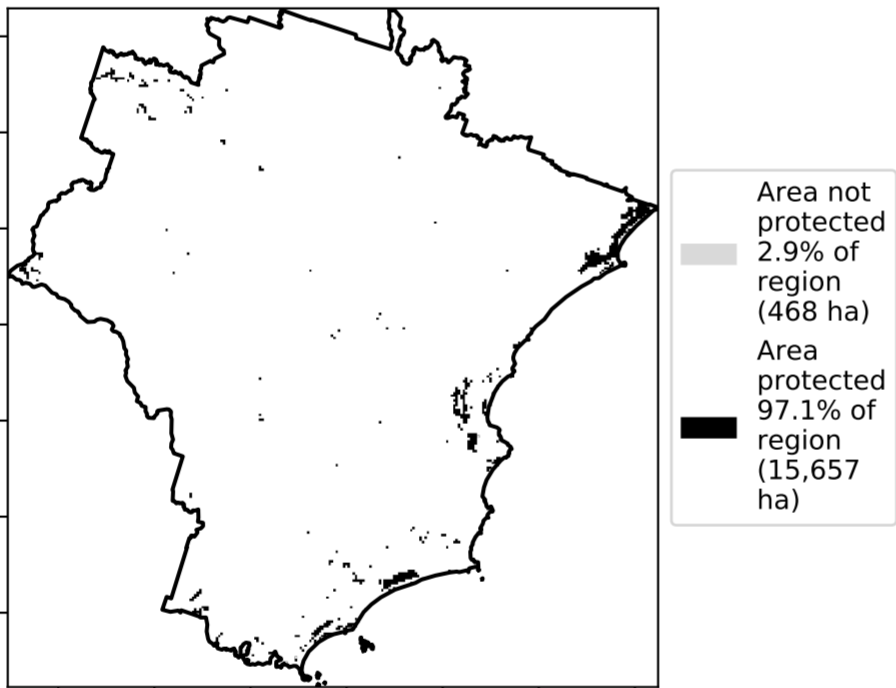 Area not
protected
2.9% of
region
(468 ha)
Area
protected
97.1% of
region
(15,657
ha)